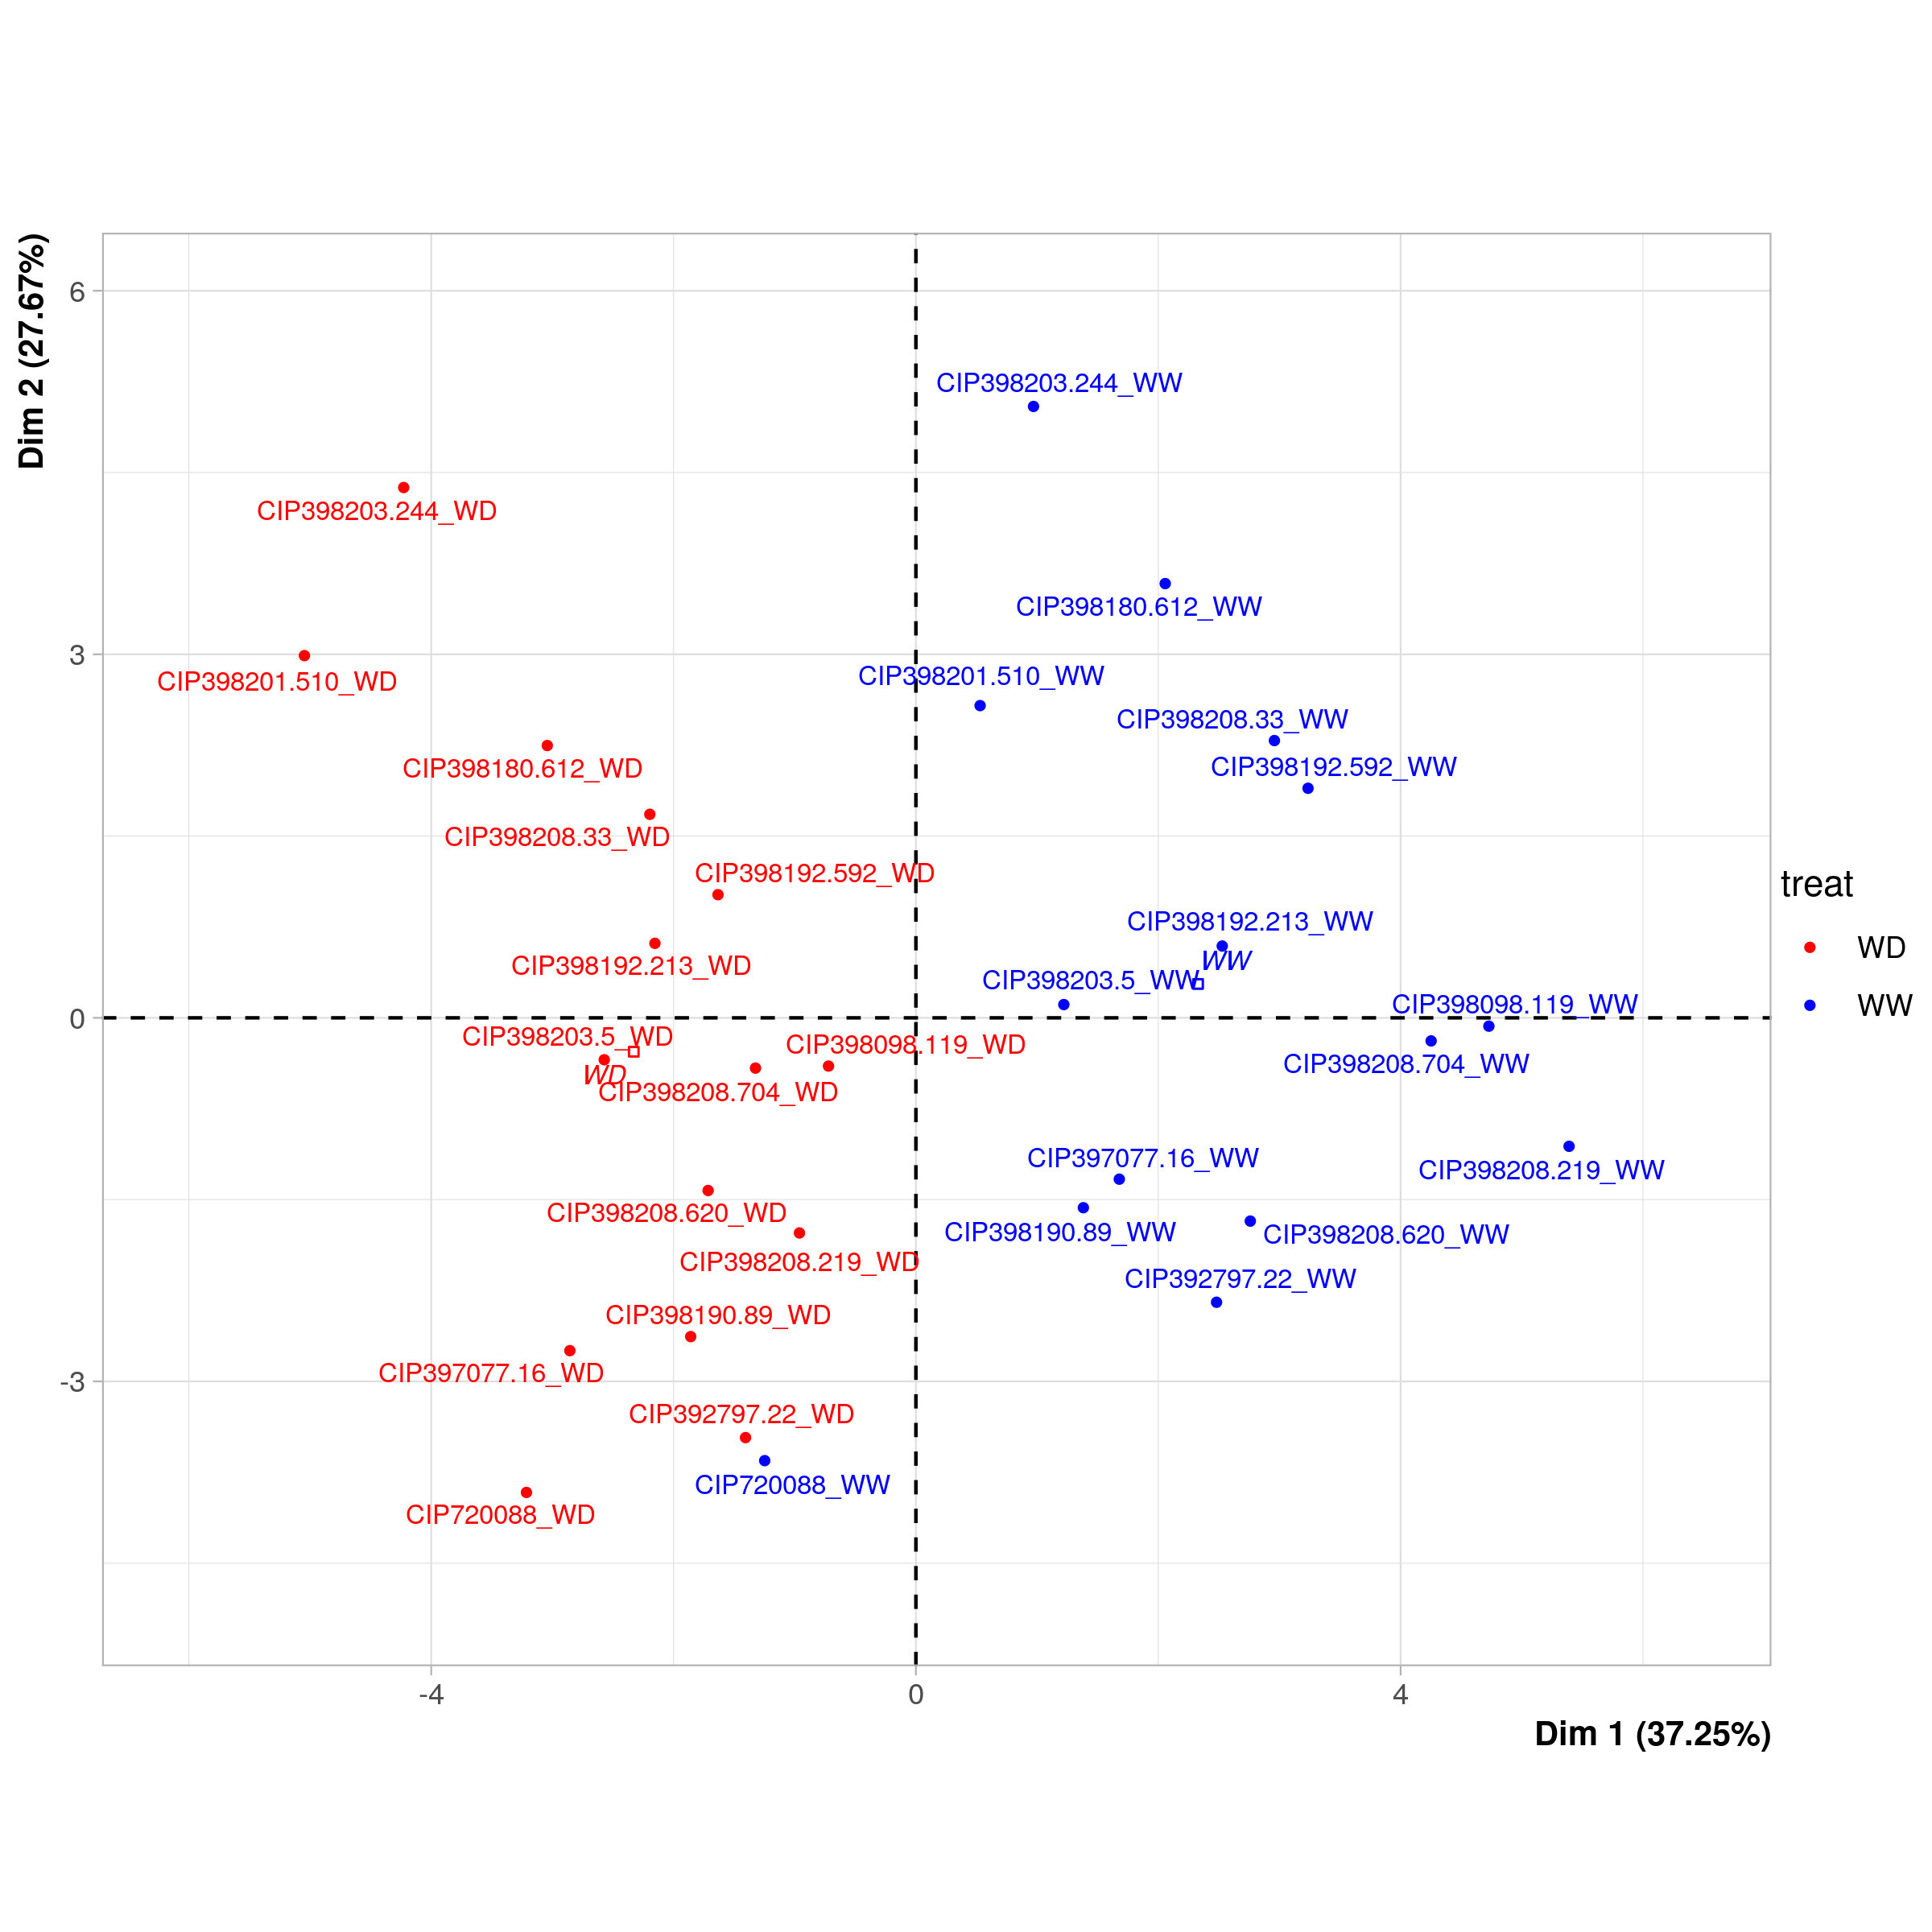 Dim 2 (27.67%)
6
CIP398203.244_WW
CIP398203.244_WD
CIP398180.612_WW
3
CIP398201.510_WD
CIP398201.510_WW
CIP398208.33_WW
CIP398180.612_WD
CIP398192.592_WW
CIP398208.33_WD
CIP398192.592_WD
treat
CIP398192.213_WW
WD
CIP398192.213_WD
WW
CIP398203.5_WW
CIP398098.119_WW
WW
0
CIP398203.5_WD
CIP398098.119_WD
CIP398208.704_WW
WD
CIP398208.704_WD
CIP397077.16_WW
CIP398208.219_WW
CIP398208.620_WD
CIP398190.89_WW
CIP398208.620_WW
CIP398208.219_WD
CIP392797.22_WW
CIP398190.89_WD
CIP397077.16_WD
-3
CIP392797.22_WD
CIP720088_WW
CIP720088_WD
-4
0
4
Dim 1 (37.25%)